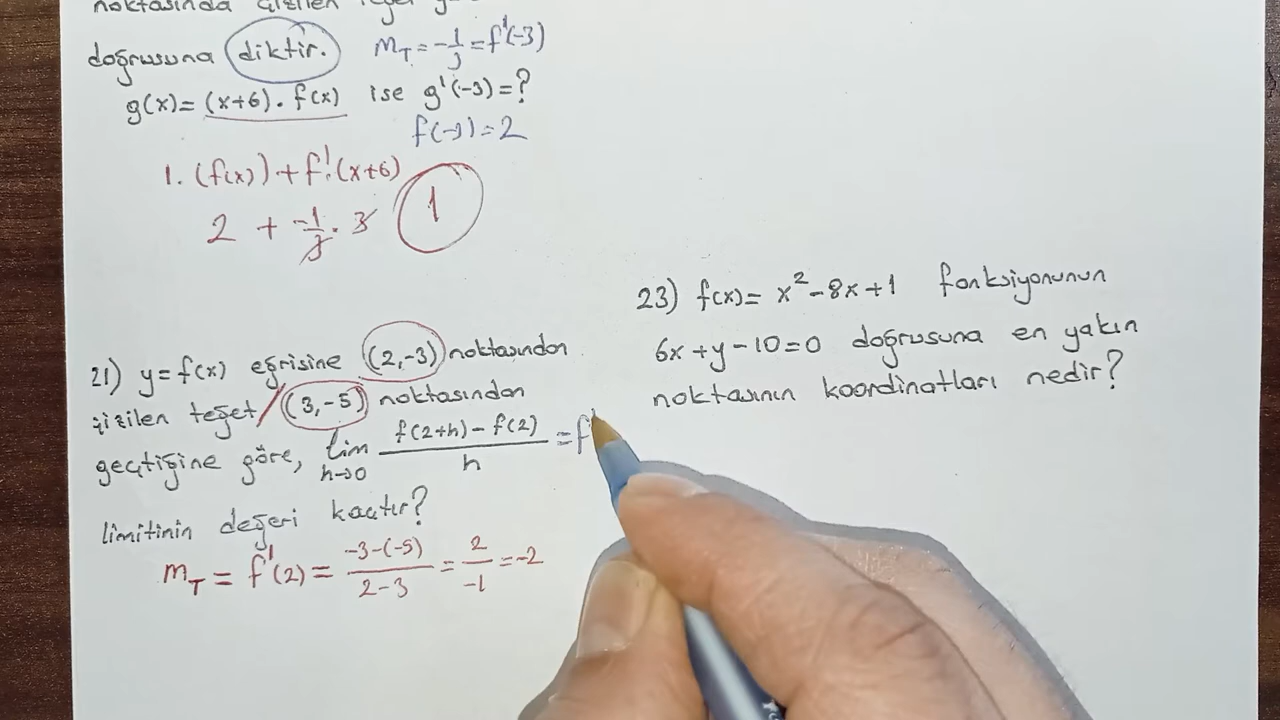 noktasında çizilen teğet
doğrusuna diktir. m_T = -1/3 = f'(-3)
g(x) = (x+6) . f(x) ise g'(-3) = ?
f(-3) = 2
1. (f(x)) + f'.(x+6)
2 + -1/3 . 3 1
21) y = f(x) eğrisine (2,-3) noktasından
çizilen teğet / (3,-5) noktasından
geçtiğine göre, lim h→0 f(2+h) - f(2) / h = f'
limitinin değeri kaçtır?
m_T = f'(2) = -3-(-5) / 2-3 = 2/-1 = -2
23) f(x) = x² - 8x + 1 fonksiyonunun
6x + y - 10 = 0 doğrusuna en yakın
noktasının koordinatları nedir?